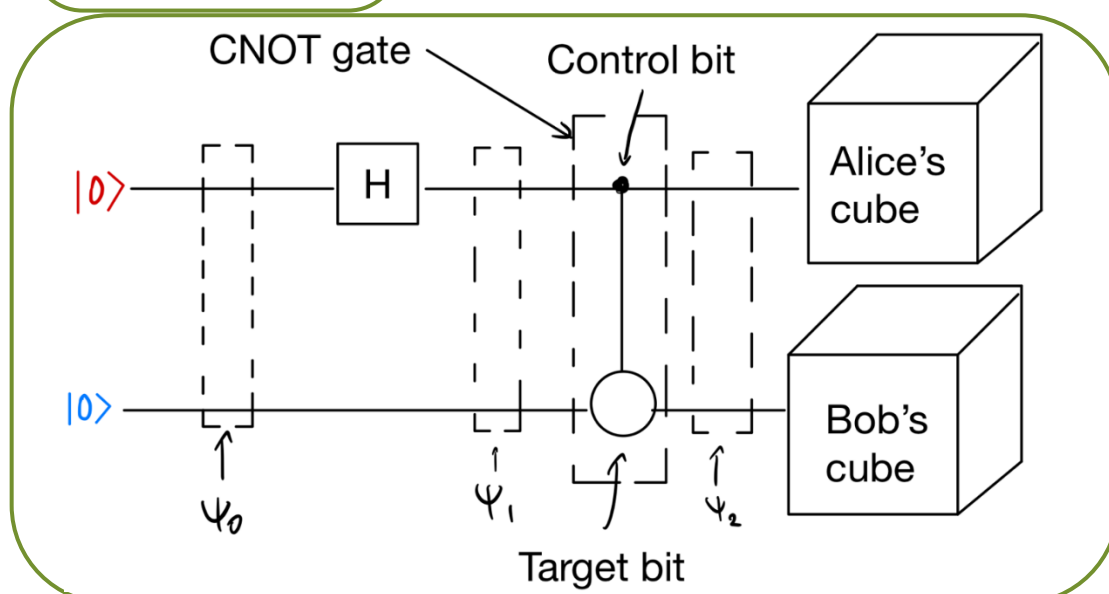 CNOT gate
Control bit
|0⟩
H
Alice's
cube
|0⟩
Bob's
cube
Ψ₀
Ψ₁
Ψ₂
Target bit